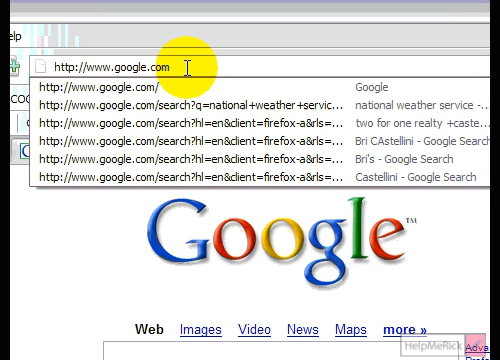 elp
http://www.google.com
http://www.google.com/ Google
http://www.google.com/search?q=national+weather+servic... national weather service -
http://www.google.com/search?hl=en&client=firefox-a&rls=... two for one realty +caste...
http://www.google.com/search?hl=en&client=firefox-a&rls=... Bri CAstellini - Google Search
http://www.google.com/search?hl=en&client=firefox-a&rls=... Bri's - Google Search
http://www.google.com/search?hl=en&client=firefox-a&rls=... Castellini - Google Search
Google™
Web Images Video News Maps more »
HelpMeRick
Adva